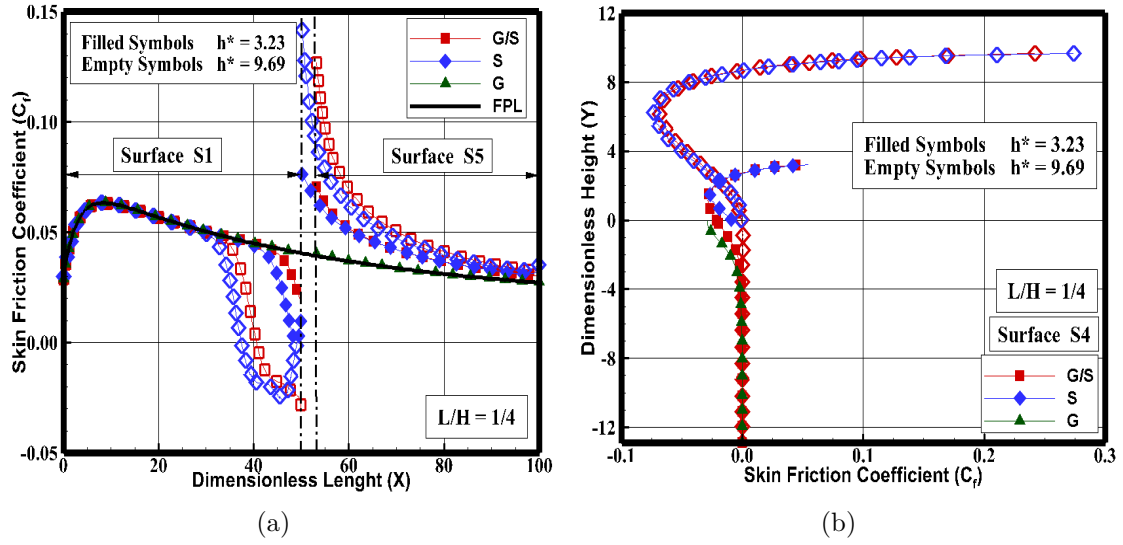 Filled Symbols h* = 3.23
Empty Symbols h* = 9.69
G/S
S
G
FPL
Surface S1
Surface S5
L/H = 1/4
Skin Friction Coefficient (Cf)
0.15
0.10
0.05
0.00
-0.05
0
20
40
60
80
100
Dimensionless Lenght (X)
(a)
Dimensionless Height (Y)
12
8
4
0
-4
-8
-12
Filled Symbols h* = 3.23
Empty Symbols h* = 9.69
L/H = 1/4
Surface S4
G/S
S
G
-0.1
0.0
0.1
0.2
0.3
Skin Friction Coefficient (Cf)
(b)